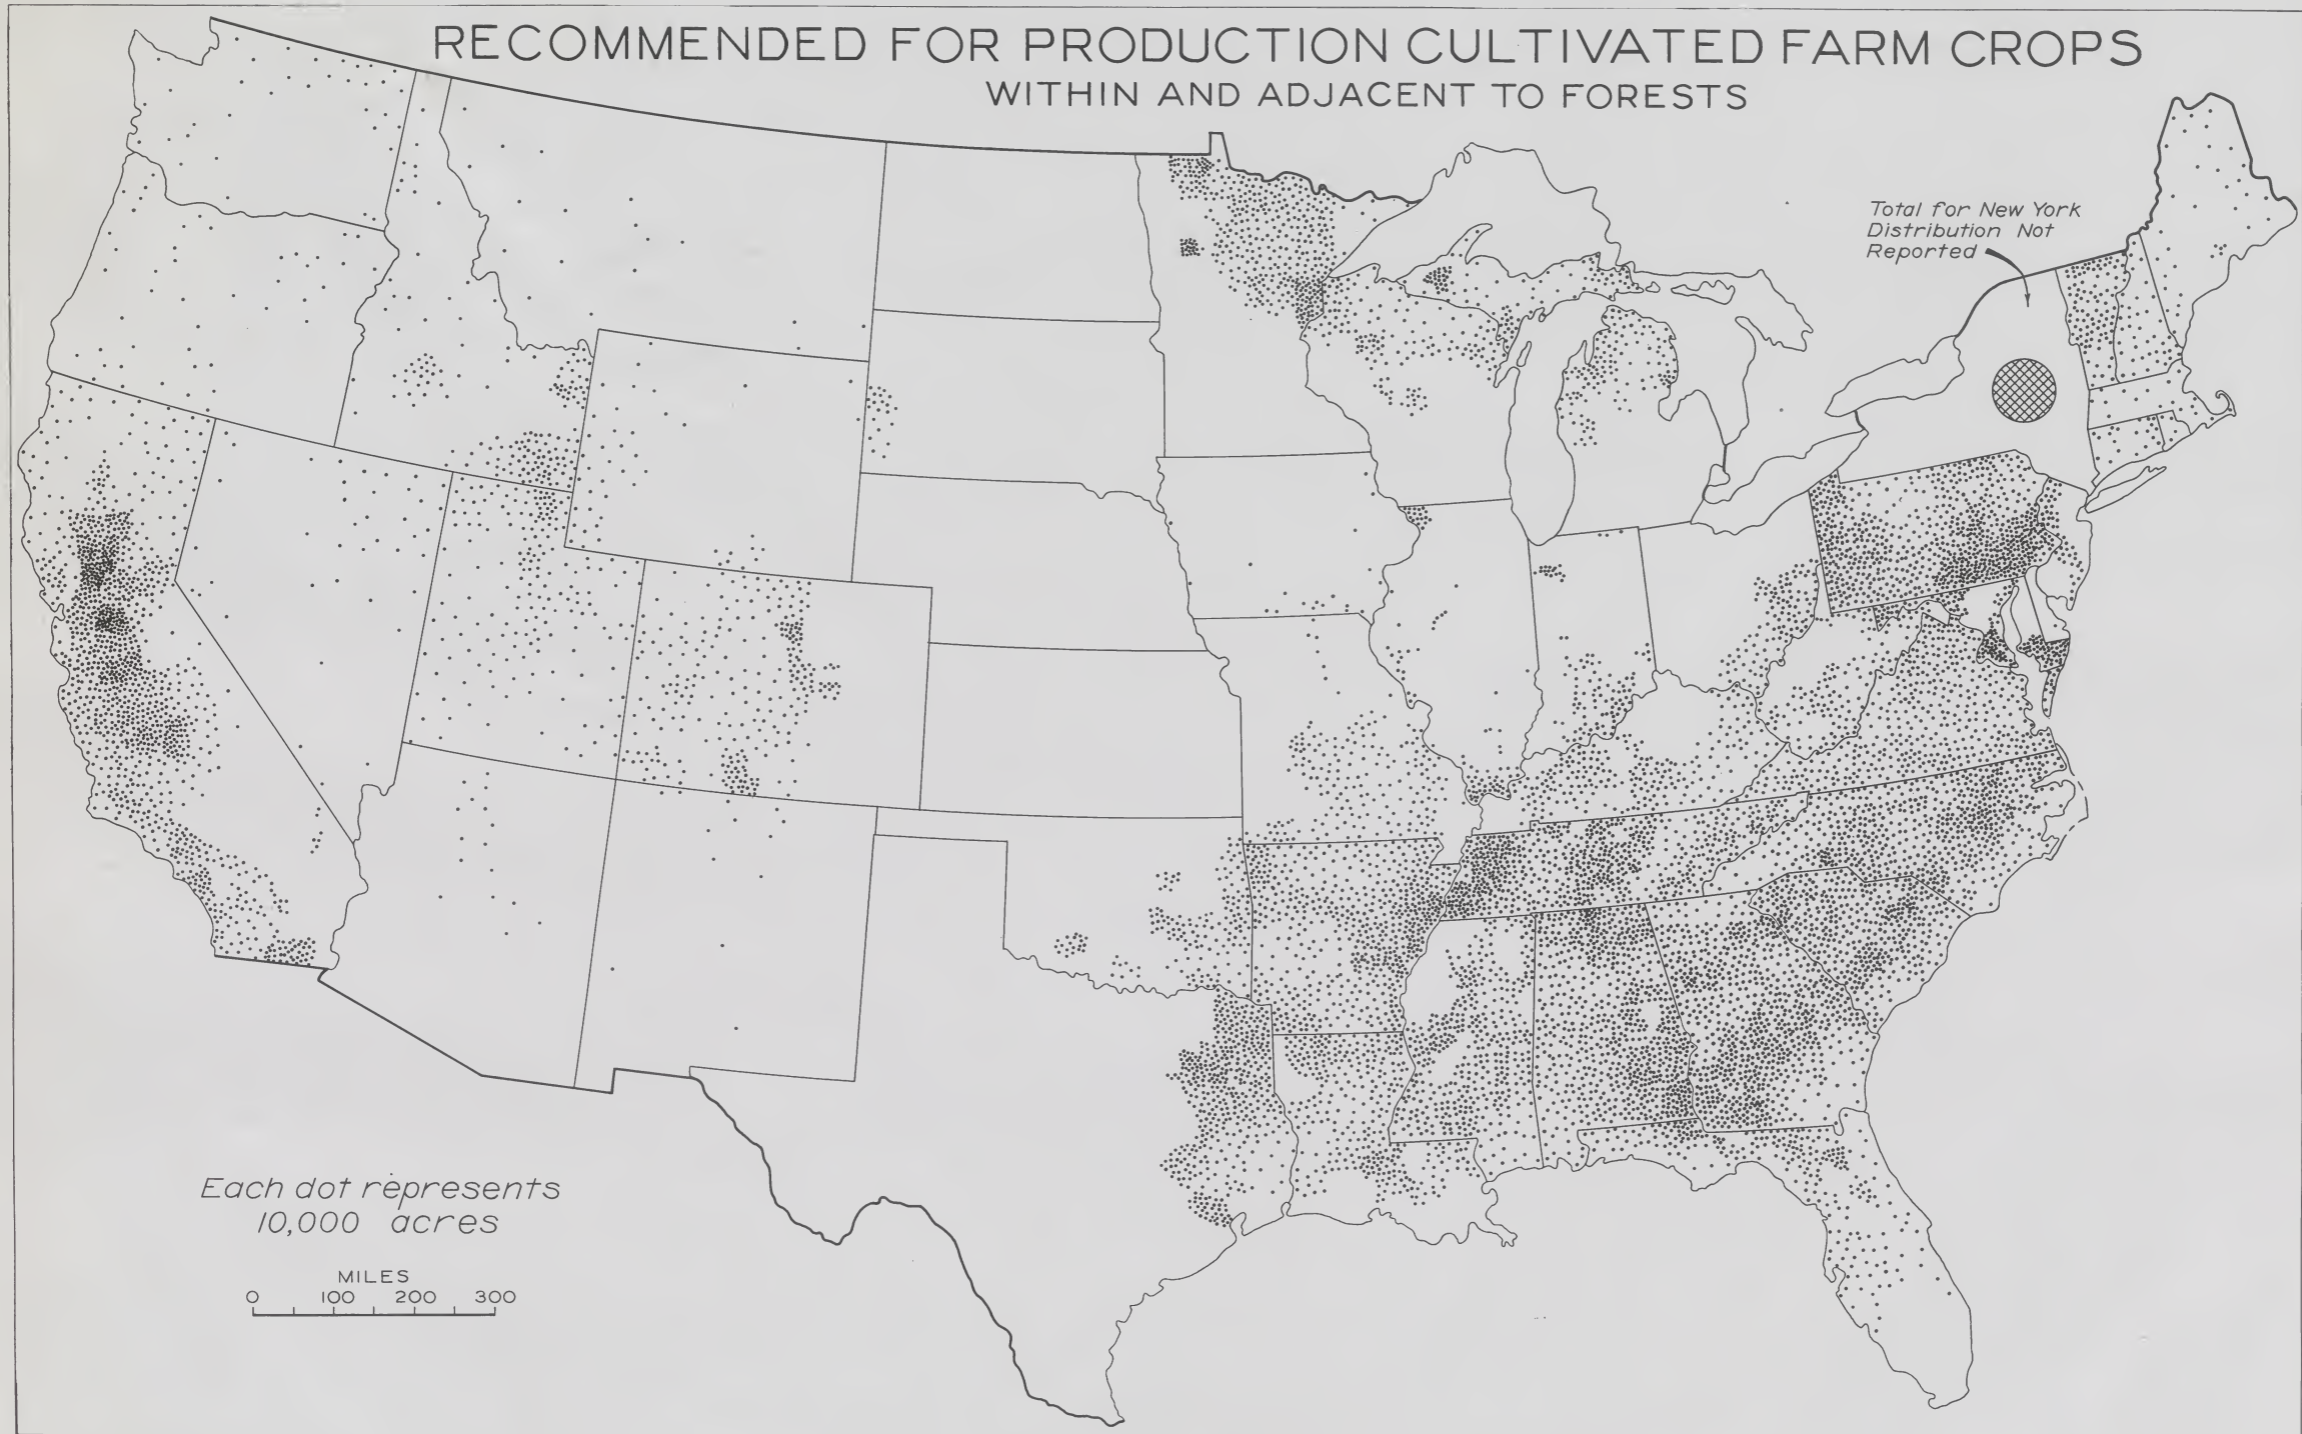 RECOMMENDED FOR PRODUCTION CULTIVATED FARM CROPS
WITHIN AND ADJACENT TO FORESTS
Total for New York
Distribution Not
Reported
Each dot represents
10,000 acres
MILES
0 100 200 300